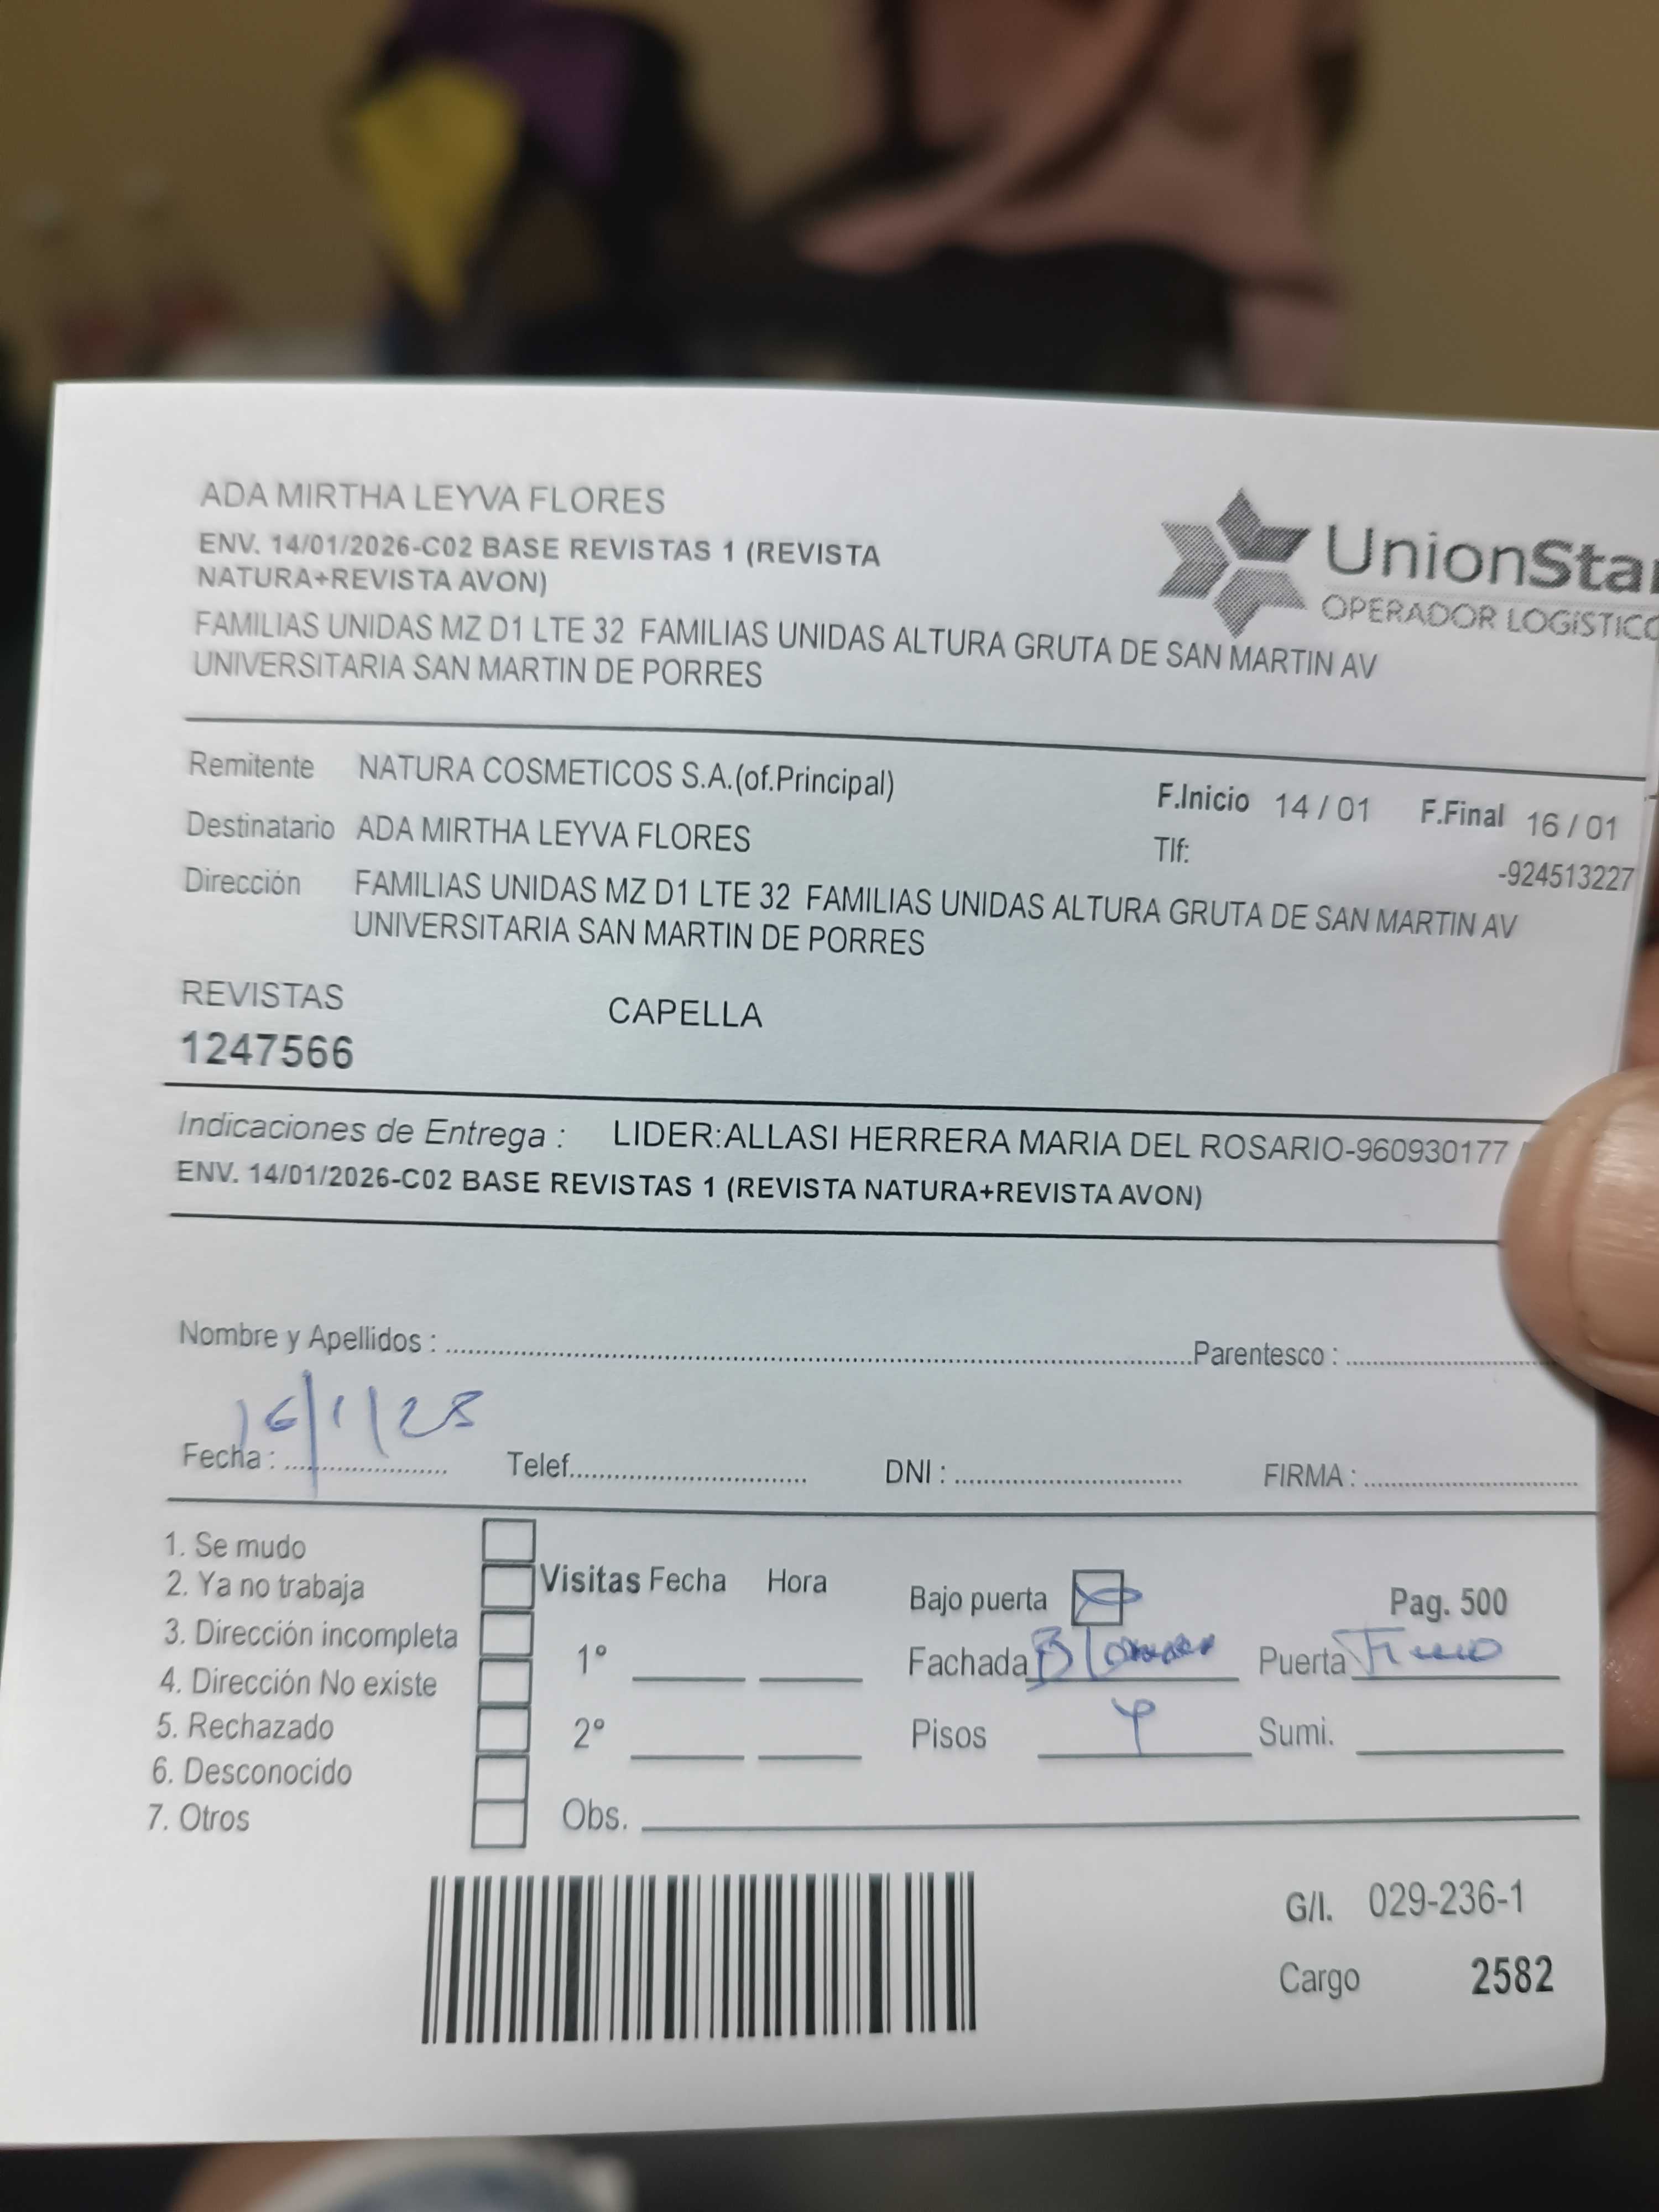 ADA MIRTHA LEYVA FLORES
ENV. 14/01/2026-C02 BASE REVISTAS 1 (REVISTA
NATURA+REVISTA AVON)
FAMILIAS UNIDAS MZ D1 LTE 32 FAMILIAS UNIDAS ALTURA GRUTA DE SAN MARTIN AV
UNIVERSITARIA SAN MARTIN DE PORRES
UnionStar
OPERADOR LOGíSTICO
Remitente NATURA COSMETICOS S.A.(of.Principal)
F.Inicio 14 / 01 F.Final 16 / 01
Destinatario ADA MIRTHA LEYVA FLORES
Tlf: -924513227
Dirección FAMILIAS UNIDAS MZ D1 LTE 32 FAMILIAS UNIDAS ALTURA GRUTA DE SAN MARTIN AV
UNIVERSITARIA SAN MARTIN DE PORRES
REVISTAS CAPELLA
1247566
Indicaciones de Entrega : LIDER:ALLASI HERRERA MARIA DEL ROSARIO-960930177
ENV. 14/01/2026-C02 BASE REVISTAS 1 (REVISTA NATURA+REVISTA AVON)
Nombre y Apellidos : Parentesco :
Fecha : Telef. DNI : FIRMA :
1. Se mudo
2. Ya no trabaja
3. Dirección incompleta
4. Dirección No existe
5. Rechazado
6. Desconocido
7. Otros
Visitas Fecha Hora
1º
2º
Obs.
Bajo puerta Pag. 500
Fachada Puerta
Pisos Sumi.
G/I. 029-236-1
Cargo 2582